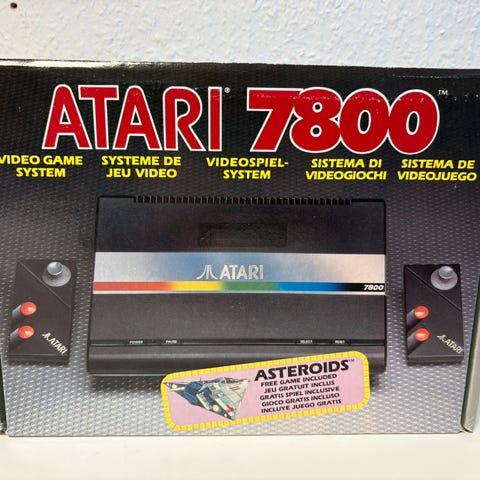 ATARI® 7800™
VIDEO GAME SYSTEM
SYSTEME DE JEU VIDEO
VIDEOSPIEL-SYSTEM
SISTEMA DI VIDEOGIOCHI
SISTEMA DE VIDEOJUEGO
ATARI
7800
POWER PAUSE SELECT RESET
ATARI
ATARI
ASTEROIDS™
FREE GAME INCLUDED
JEU GRATUIT INCLUS
GRATIS SPIEL INCLUSIVE
GIOCO GRATIS INCLUSO
INCLUYE JUEGO GRATIS